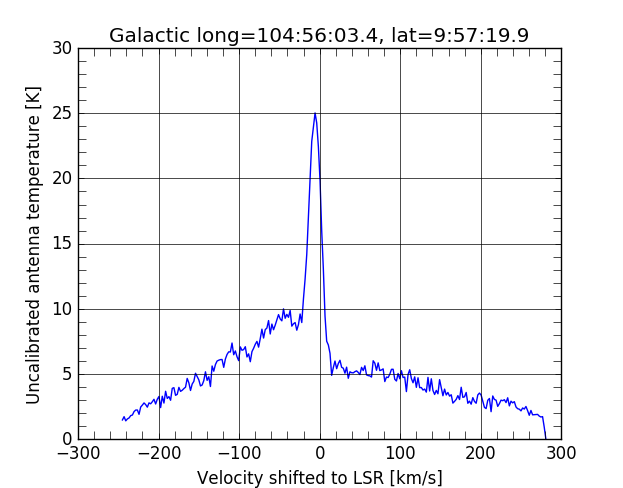 Galactic long=104:56:03.4, lat=9:57:19.9
Uncalibrated antenna temperature [K]
30
25
20
15
10
5
0
−300 −200 −100 0 100 200 300
Velocity shifted to LSR [km/s]